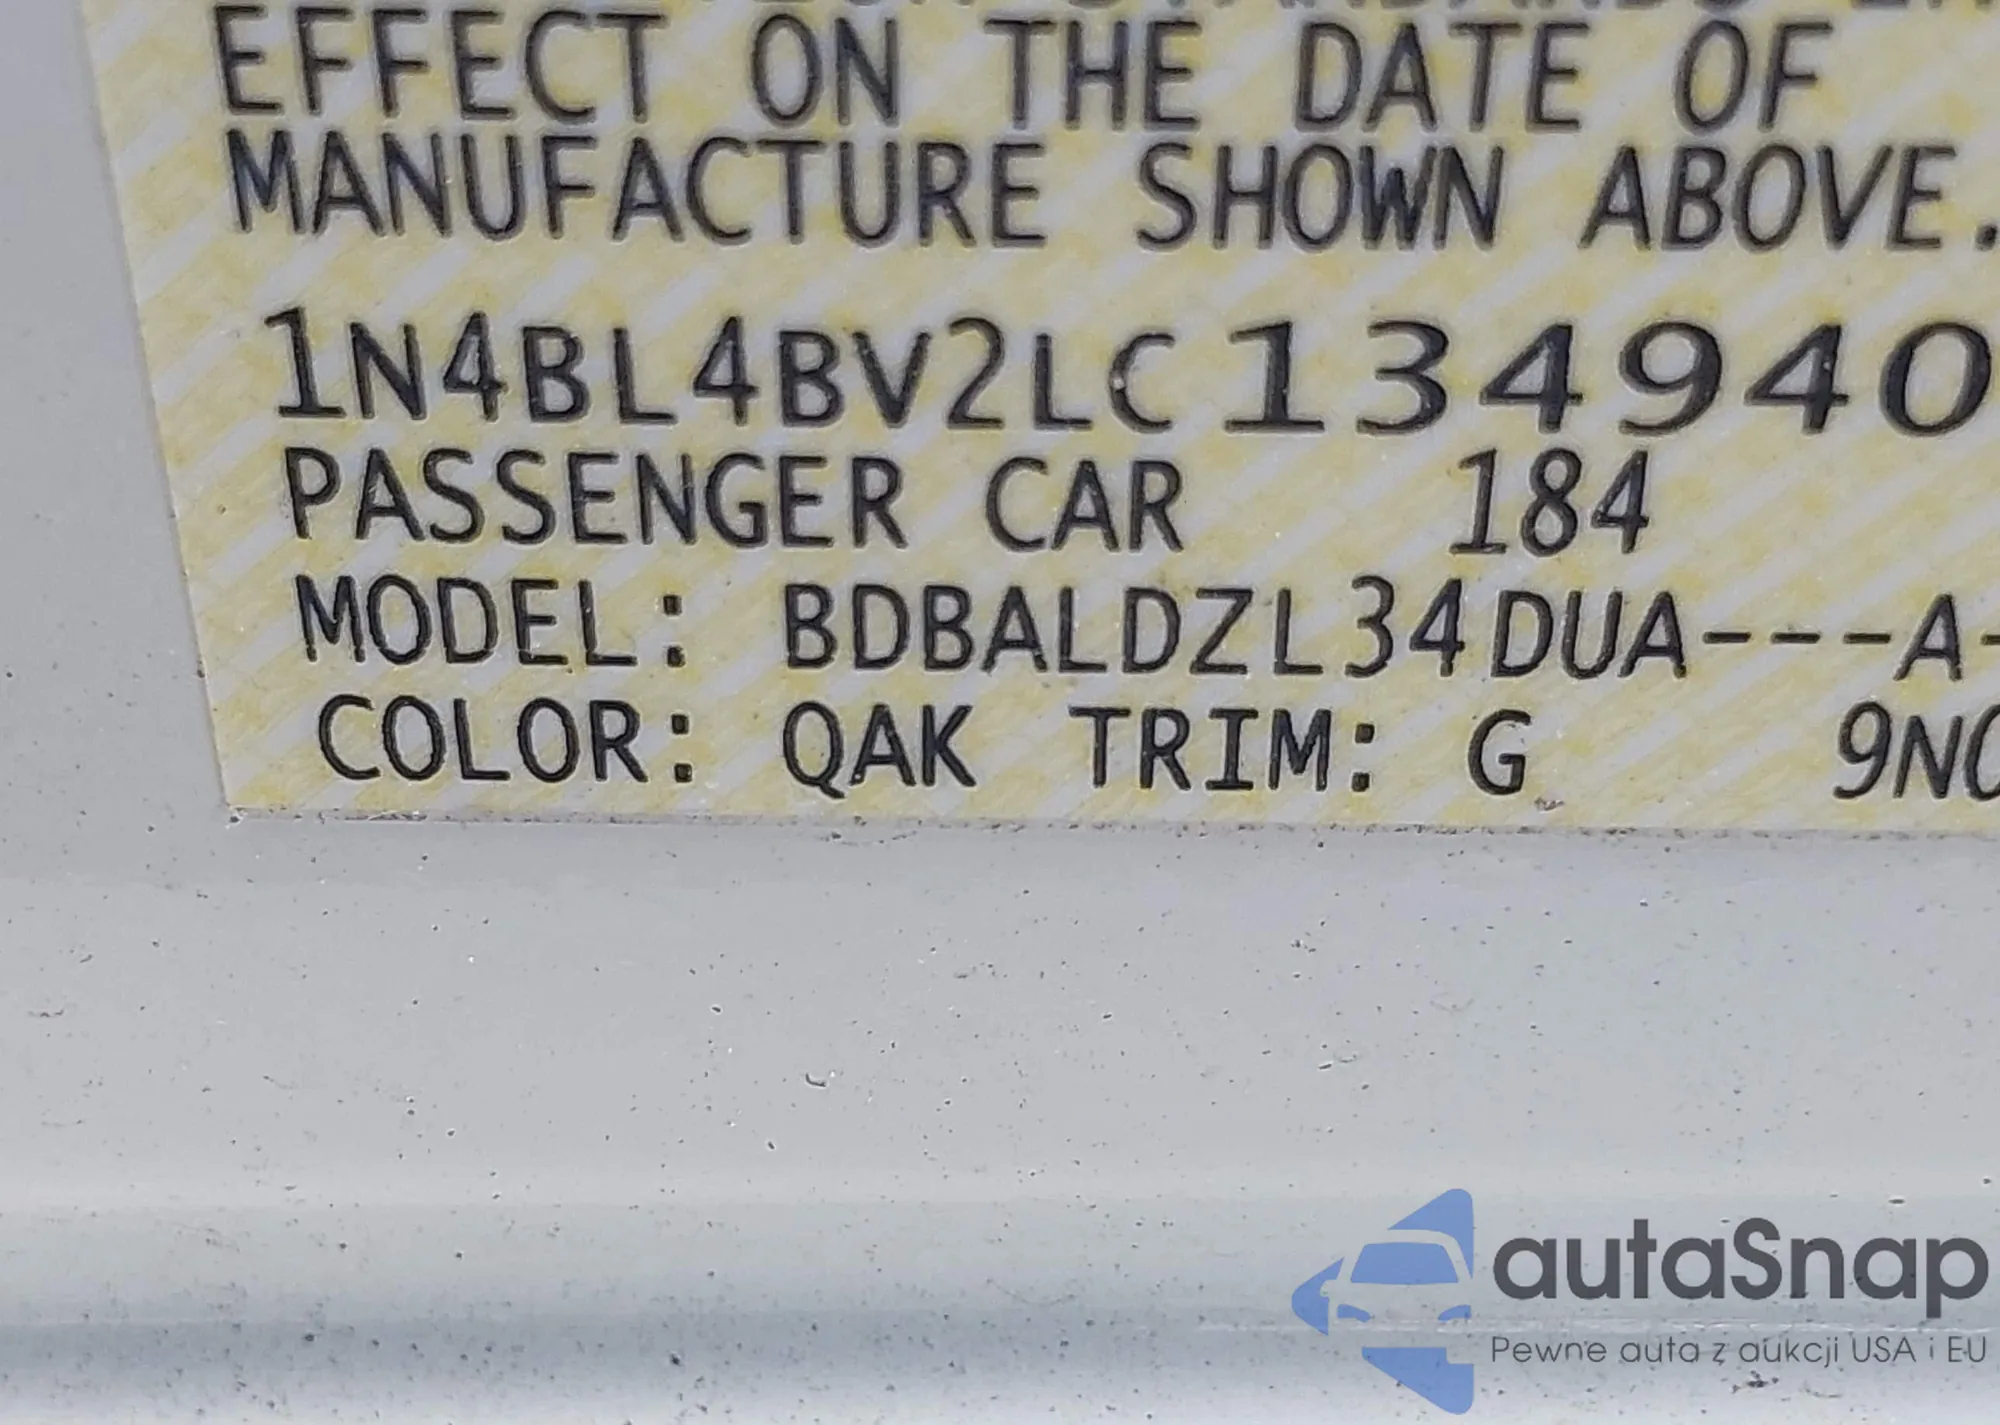 EFFECT ON THE DATE OF
MANUFACTURE SHOWN ABOVE.
1N4BL4BV2LC134940
PASSENGER CAR 184
MODEL: BDBALDZL34DUA---A-
COLOR: QAK TRIM: G 9N
autaSnap
Pewne auta z aukcji USA i EU